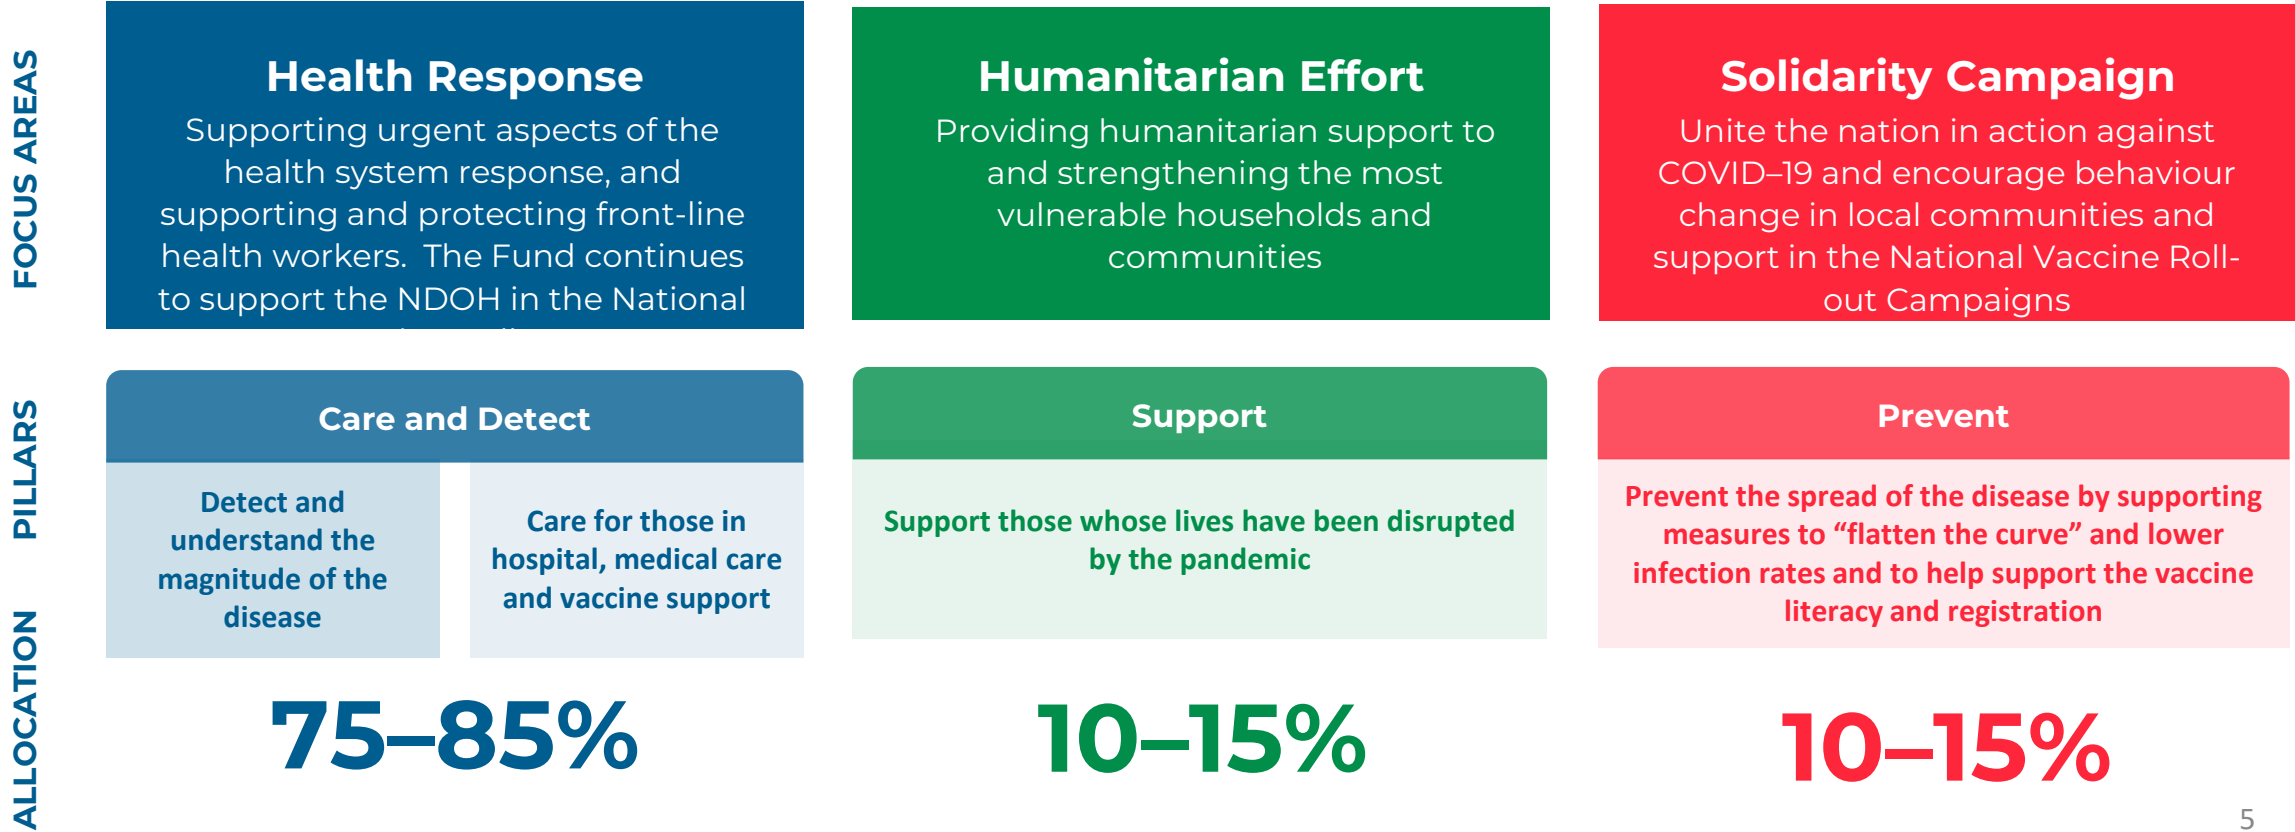 FOCUS AREAS
Health Response
Supporting urgent aspects of the
health system response, and
supporting and protecting front-line
health workers.  The Fund continues
to support the NDOH in the National
Humanitarian Effort
Providing humanitarian support to
and strengthening the most
vulnerable households and
communities
Solidarity Campaign
Unite the nation in action against
COVID–19 and encourage behaviour
change in local communities and
support in the National Vaccine Roll-
out Campaigns
PILLARS
Care and Detect
Detect and
understand the
magnitude of the
disease
Care for those in
hospital, medical care
and vaccine support
Support
Support those whose lives have been disrupted
by the pandemic
Prevent
Prevent the spread of the disease by supporting
measures to “flatten the curve” and lower
infection rates and to help support the vaccine
literacy and registration
ALLOCATION
75–85%
10–15%
10–15%
5